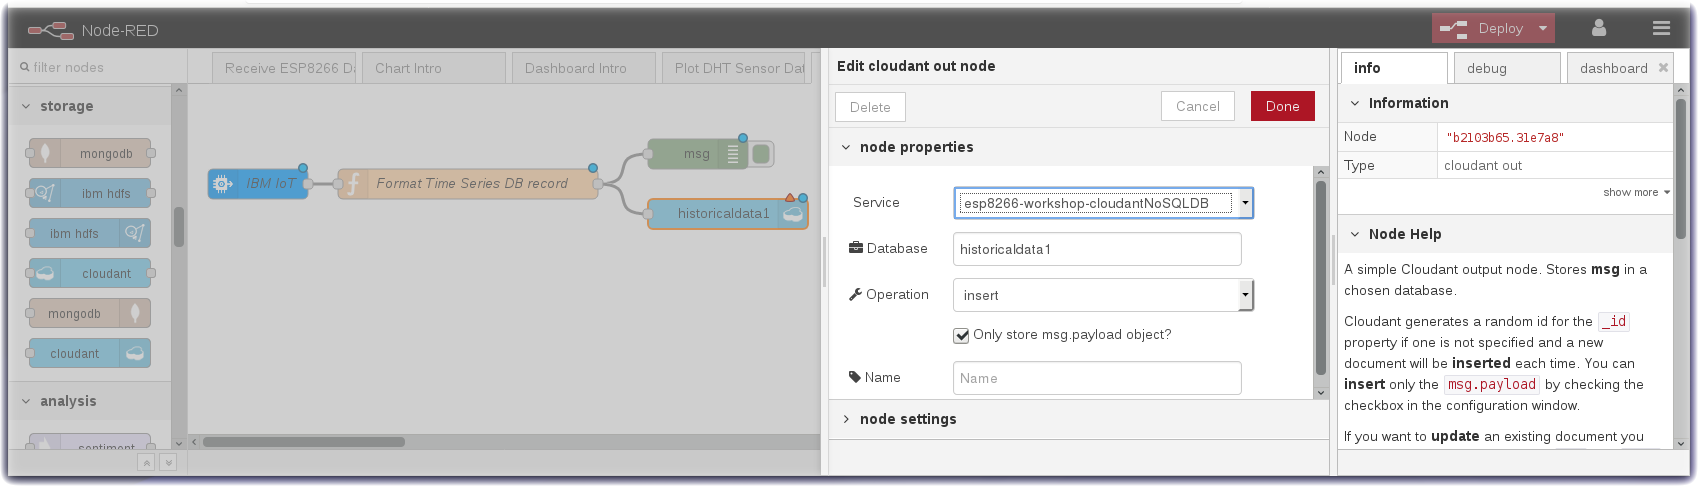 Node-RED
Deploy
filter nodes
storage
mongodb
ibm hdfs
ibm hdfs
cloudant
mongodb
cloudant
analysis
sentiment
Receive ESP8266 Da
Chart Intro
Dashboard Intro
Plot DHT Sensor Dat
IBM IoT
Format Time Series DB record
msg
historicaldata1
Edit cloudant out node
Delete
Cancel
Done
node properties
Service
esp8266-workshop-cloudantNoSQLDB
Database
historicaldata1
Operation
insert
Only store msg.payload object?
Name
Name
node settings
info
debug
dashboard
Information
Node
"b2103b65.31e7a8"
Type
cloudant out
show more
Node Help
A simple Cloudant output node. Stores msg in a
chosen database.
Cloudant generates a random id for the _id
property if one is not specified and a new
document will be inserted each time. You can
insert only the msg.payload by checking the
checkbox in the configuration window.
If you want to update an existing document you